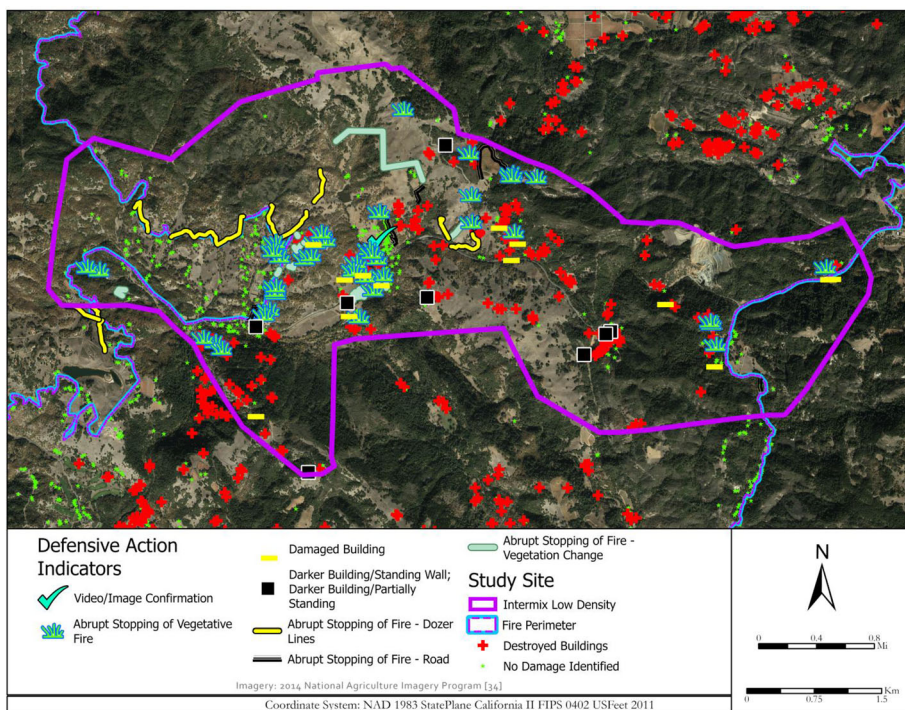 Defensive Action
Indicators
Video/Image Confirmation
Abrupt Stopping of Vegetative
Fire
Damaged Building
Darker Building/Standing Wall;
Darker Building/Partially
Standing
Abrupt Stopping of Fire - Dozer
Lines
Abrupt Stopping of Fire - Road
Abrupt Stopping of Fire -
Vegetation Change
Study Site
Intermix Low Density
Fire Perimeter
Destroyed Buildings
No Damage Identified
N
0 0.4 0.8
Mi
Km
0 0.75 1.5
Imagery: 2014 National Agriculture Imagery Program [34]
Coordinate System: NAD 1983 StatePlane California II FIPS 0402 USFeet 2011